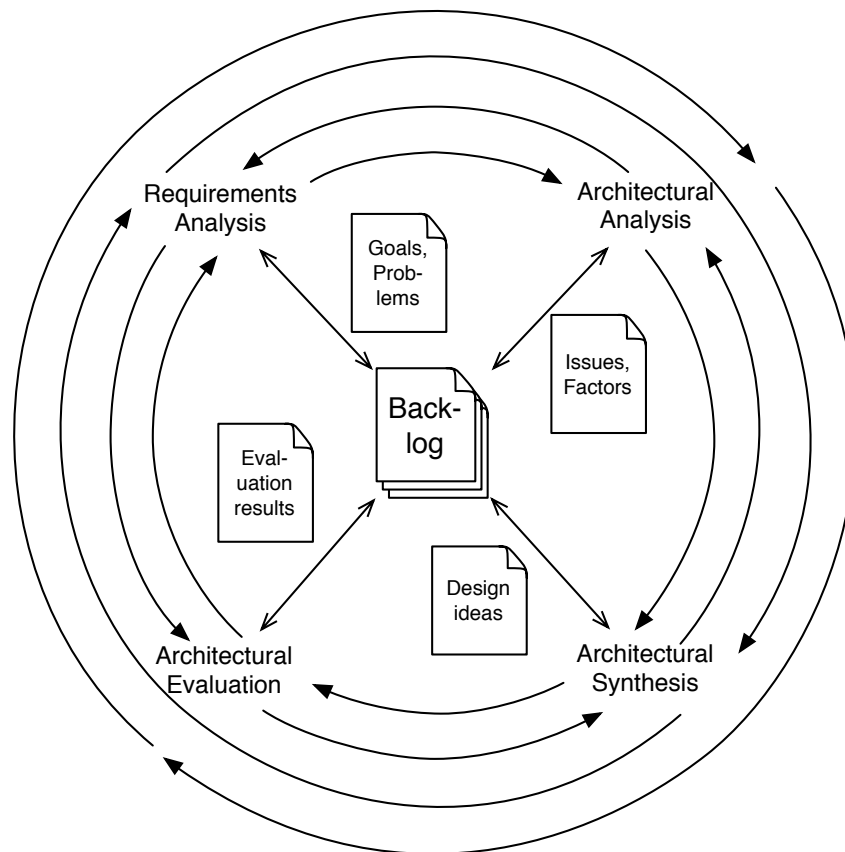 Requirements
Analysis
Architectural
Analysis
Goals,
Prob-
lems
Issues,
Factors
Back-
log
Eval-
uation
results
Design
ideas
Architectural
Evaluation
Architectural
Synthesis